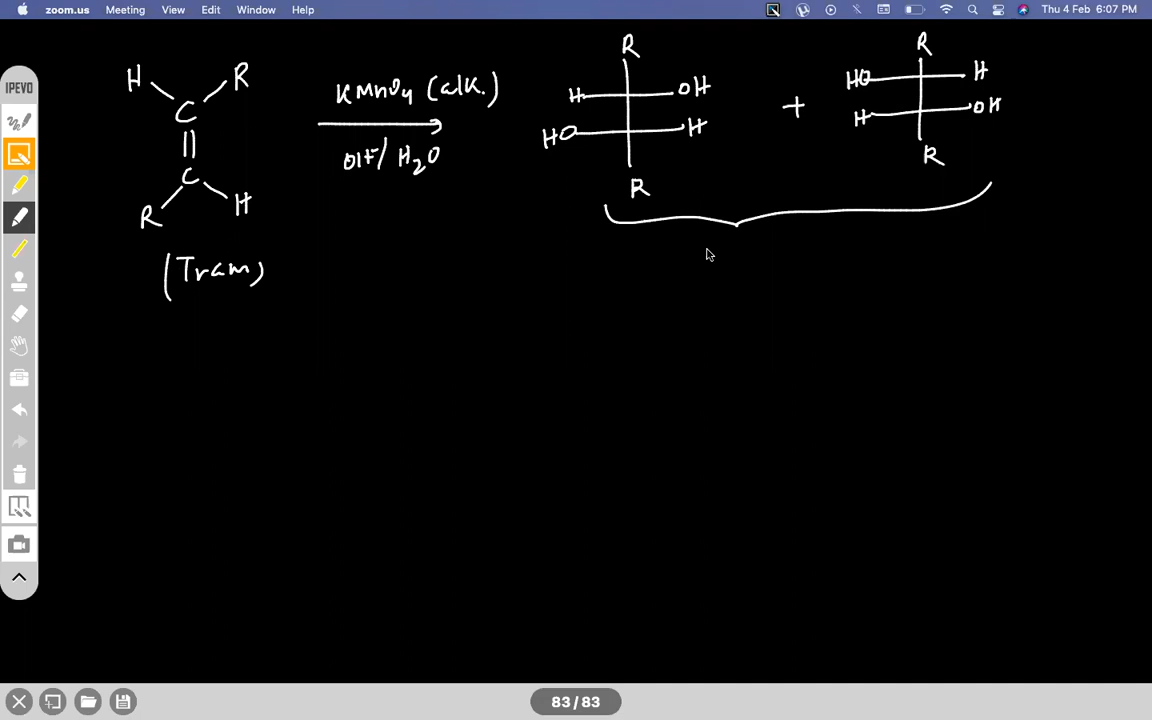 zoom.us Meeting View Edit Window Help Thu 4 Feb 6:07 PM
IPEVO
H R
C
C
R H
(Trans)
KMnO4 (alk.)
OH-/H2O
R
H OH
HO H
R
+
R
HO H
H OH
R
83/83